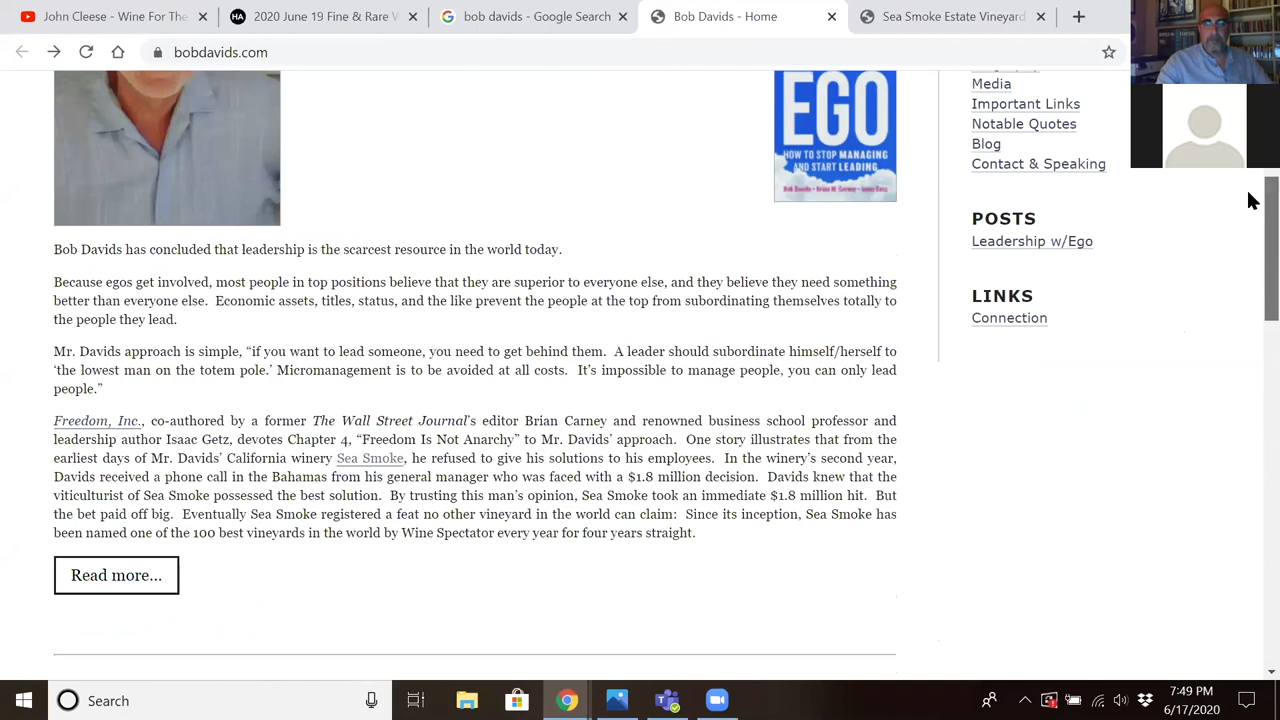 John Cleese - Wine For The
2020 June 19 Fine & Rare W
bob davids - Google Search
Bob Davids - Home
Sea Smoke Estate Vineyard
bobdavids.com
EGO
HOW TO STOP MANAGING
AND START LEADING
Bob Davids • Brian M. Carney • Isaac Getz
Media
Important Links
Notable Quotes
Blog
Contact & Speaking
POSTS
Leadership w/Ego
LINKS
Connection
Bob Davids has concluded that leadership is the scarest resource in the world today.
Because egos get involved, most people in top positions believe that they are superior to everyone else, and they believe they need something
better than everyone else. Economic assets, titles, status, and the like prevent the people at the top from subordinating themselves totally to
the people they lead.
Mr. Davids approach is simple, “if you want to lead someone, you need to get behind them. A leader should subordinate himself/herself to
‘the lowest man on the totem pole.’ Micromanagement is to be avoided at all costs. It’s impossible to manage people, you can only lead
people.”
Freedom, Inc., co-authored by a former The Wall Street Journal’s editor Brian Carney and renowned business school professor and
leadership author Isaac Getz, devotes Chapter 4, “Freedom Is Not Anarchy” to Mr. Davids’ approach. One story illustrates that from the
earliest days of Mr. Davids’ California winery Sea Smoke, he refused to give his solutions to his employees. In the winery’s second year,
Davids received a phone call in the Bahamas from his general manager who was faced with a $1.8 million decision. Davids knew that the
viticulturist of Sea Smoke possessed the best solution. By trusting this man’s opinion, Sea Smoke took an immediate $1.8 million hit. But
the bet paid off big. Eventually Sea Smoke registered a feat no other vineyard in the world can claim: Since its inception, Sea Smoke has
been named one of the 100 best vineyards in the world by Wine Spectator every year for four years straight.
Read more...
Search
7:49 PM
6/17/2020